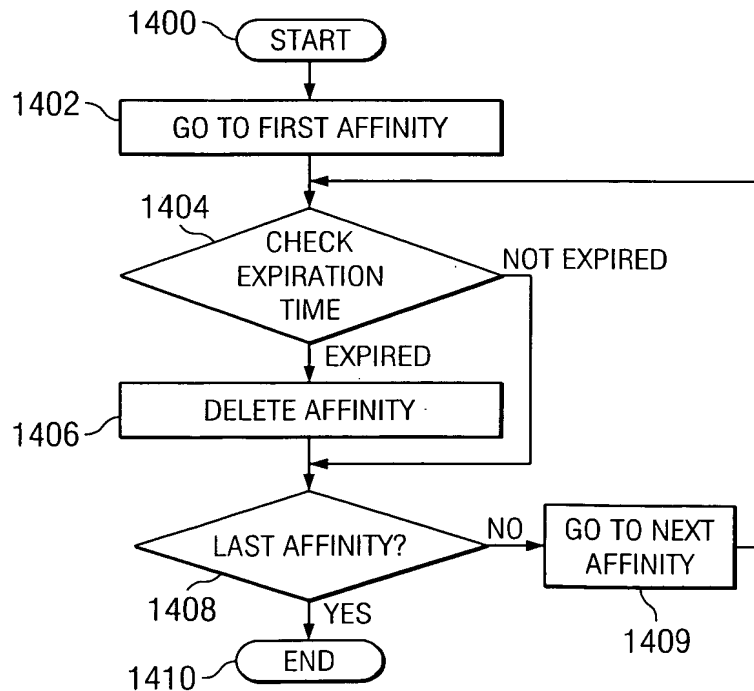 1400
START
1402
GO TO FIRST AFFINITY
1404
CHECK
EXPIRATION
TIME
NOT EXPIRED
EXPIRED
1406
DELETE AFFINITY
LAST AFFINITY?
NO
GO TO NEXT
AFFINITY
1408
YES
1409
1410
END